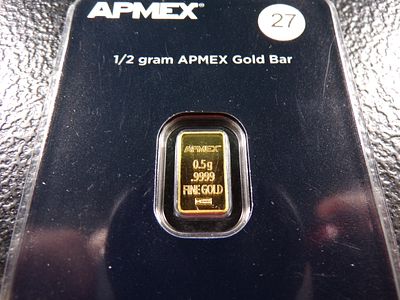 APMEX®
27
1/2 gram APMEX Gold Bar
APMEX
0.5g
.9999
FINE GOLD